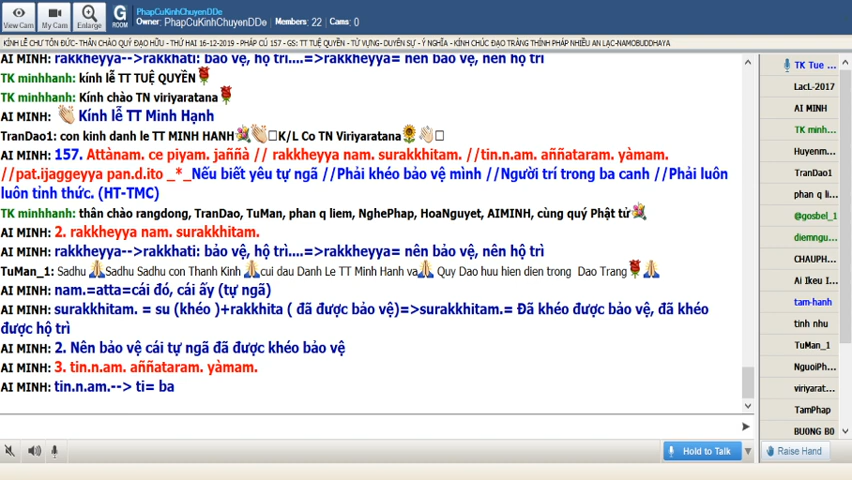 View Cam
My Cam
Enlarge
G
ROOM
PhapCuKinhChuyenDDe
Owner: PhapCuKinhChuyenDDe Members: 22 Cams: 0
KÍNH LỄ CHƯ TÔN ĐỨC- THÂN CHÀO QUÝ ĐẠO HỮU - THỨ HAI 16-12-2019 - PHÁP CÚ 157 - GS: TT TUỆ QUYỀN - TỪ VỰNG- DUYÊN SỰ - Ý NGHĨA - KÍNH CHÚC ĐẠO TRÀNG THÍNH PHÁP NHIỀU AN LẠC-NAMOBUDDHAYA
AI MINH: rakkheyya-->rakkhati: bảo vệ, hộ trì....=>rakkheyya= nên bảo vệ, nên hộ trì
TK minhhanh: kính lễ TT TUỆ QUYỀN
TK minhhanh: Kính chào TN viriyaratana
AI MINH: Kính lễ TT Minh Hạnh
TranDao1: con kinh danh le TT MINH HANH K/L Co TN Viriyaratana
AI MINH: 157. Attànam. ce piyam. jaññà // rakkheyya nam. surakkhitam. //tin.n.am. aññataram. yàmam.
//pat.ijaggeyya pan.d.ito _*_Nếu biết yêu tự ngã //Phải khéo bảo vệ mình //Người trí trong ba canh //Phải luôn
luôn tỉnh thức. (HT-TMC)
TK minhhanh: thân chào rangdong, TranDao, TuMan, phan q liem, NghePhap, HoaNguyet, AIMINH, cùng quý Phật tử
AI MINH: 2. rakkheyya nam. surakkhitam.
AI MINH: rakkheyya-->rakkhati: bảo vệ, hộ trì....=>rakkheyya= nên bảo vệ, nên hộ trì
TuMan_1: Sadhu Sadhu Sadhu con Thanh Kinh cui dau Danh Le TT Minh Hanh va Quy Dao huu hien dien trong Dao Trang
AI MINH: nam.=atta=cái đó, cái ấy (tự ngã)
AI MINH: surakkhitam. = su (khéo )+rakkhita ( đã được bảo vệ)=>surakkhitam.= Đã khéo được bảo vệ, đã khéo
được hộ trì
AI MINH: 2. Nên bảo vệ cái tự ngã đã được khéo bảo vệ
AI MINH: 3. tin.n.am. aññataram. yàmam.
AI MINH: tin.n.am.--> ti= ba
TK Tue ...
LacL-2017
AI MINH
TK minh...
Huyenm...
TranDao1
phan q li...
@gosbel_1
diemngu...
CHAUPH...
Ai Ikeu I...
tam-hanh
tinh nhu
TuMan_1
NguoiPh...
viriyarat...
TamPhap
BUONG BO
Hold to Talk
Raise Hand